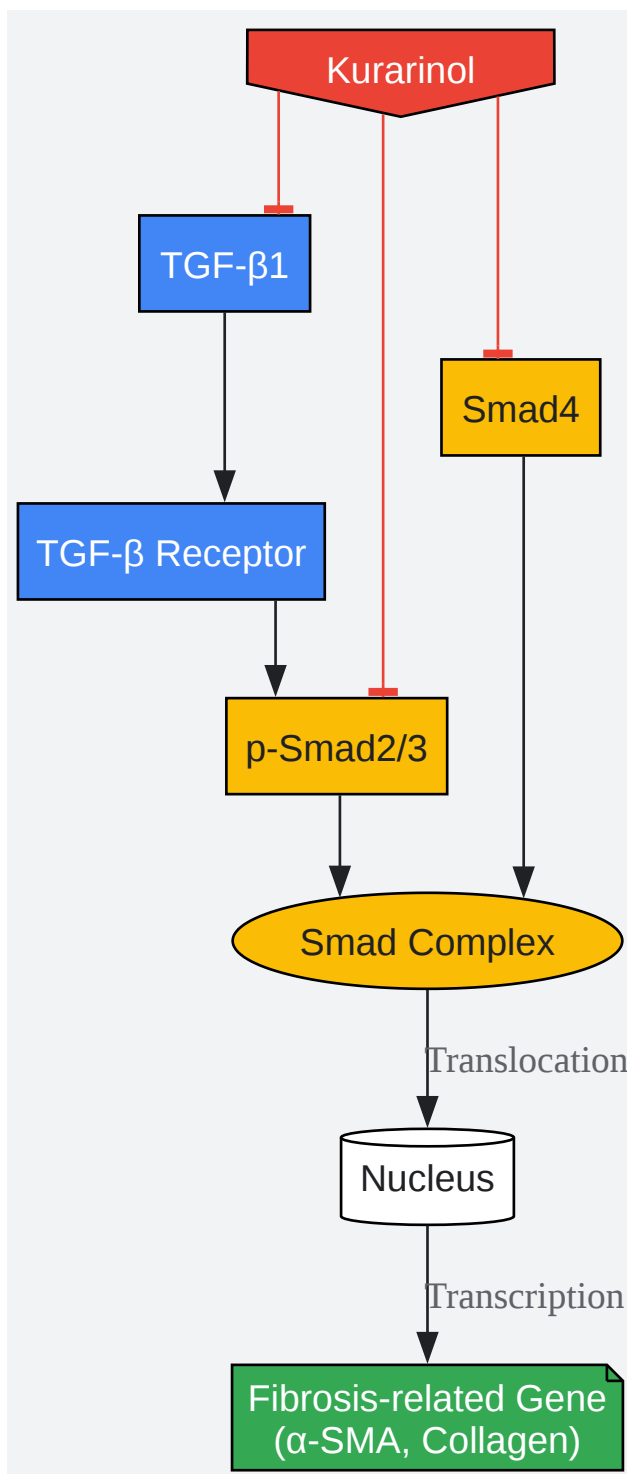 Kurarinol
TGF-β1
Smad4
TGF-β Receptor
p-Smad2/3
Smad Complex
Translocation
Nucleus
Transcription
Fibrosis-related Gene
(α-SMA, Collagen)